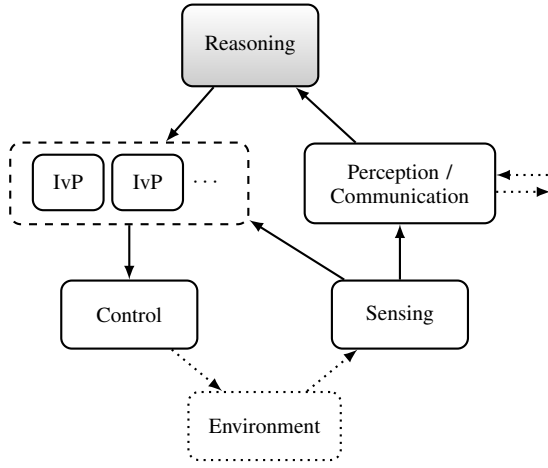 Reasoning
IvP IvP ···
Perception /
Communication
Control
Sensing
Environment